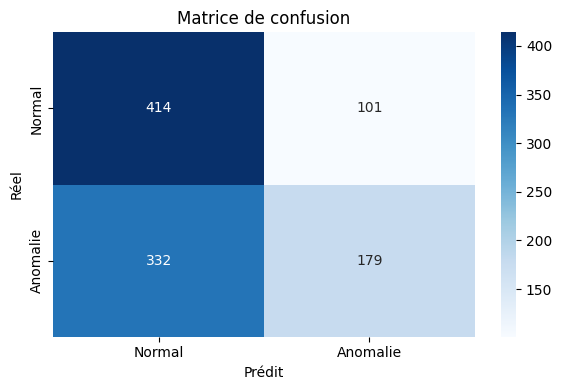 Matrice de confusion
Réel
Normal
414
101
Anomalie
332
179
Normal
Anomalie
Prédit
400
350
300
250
200
150